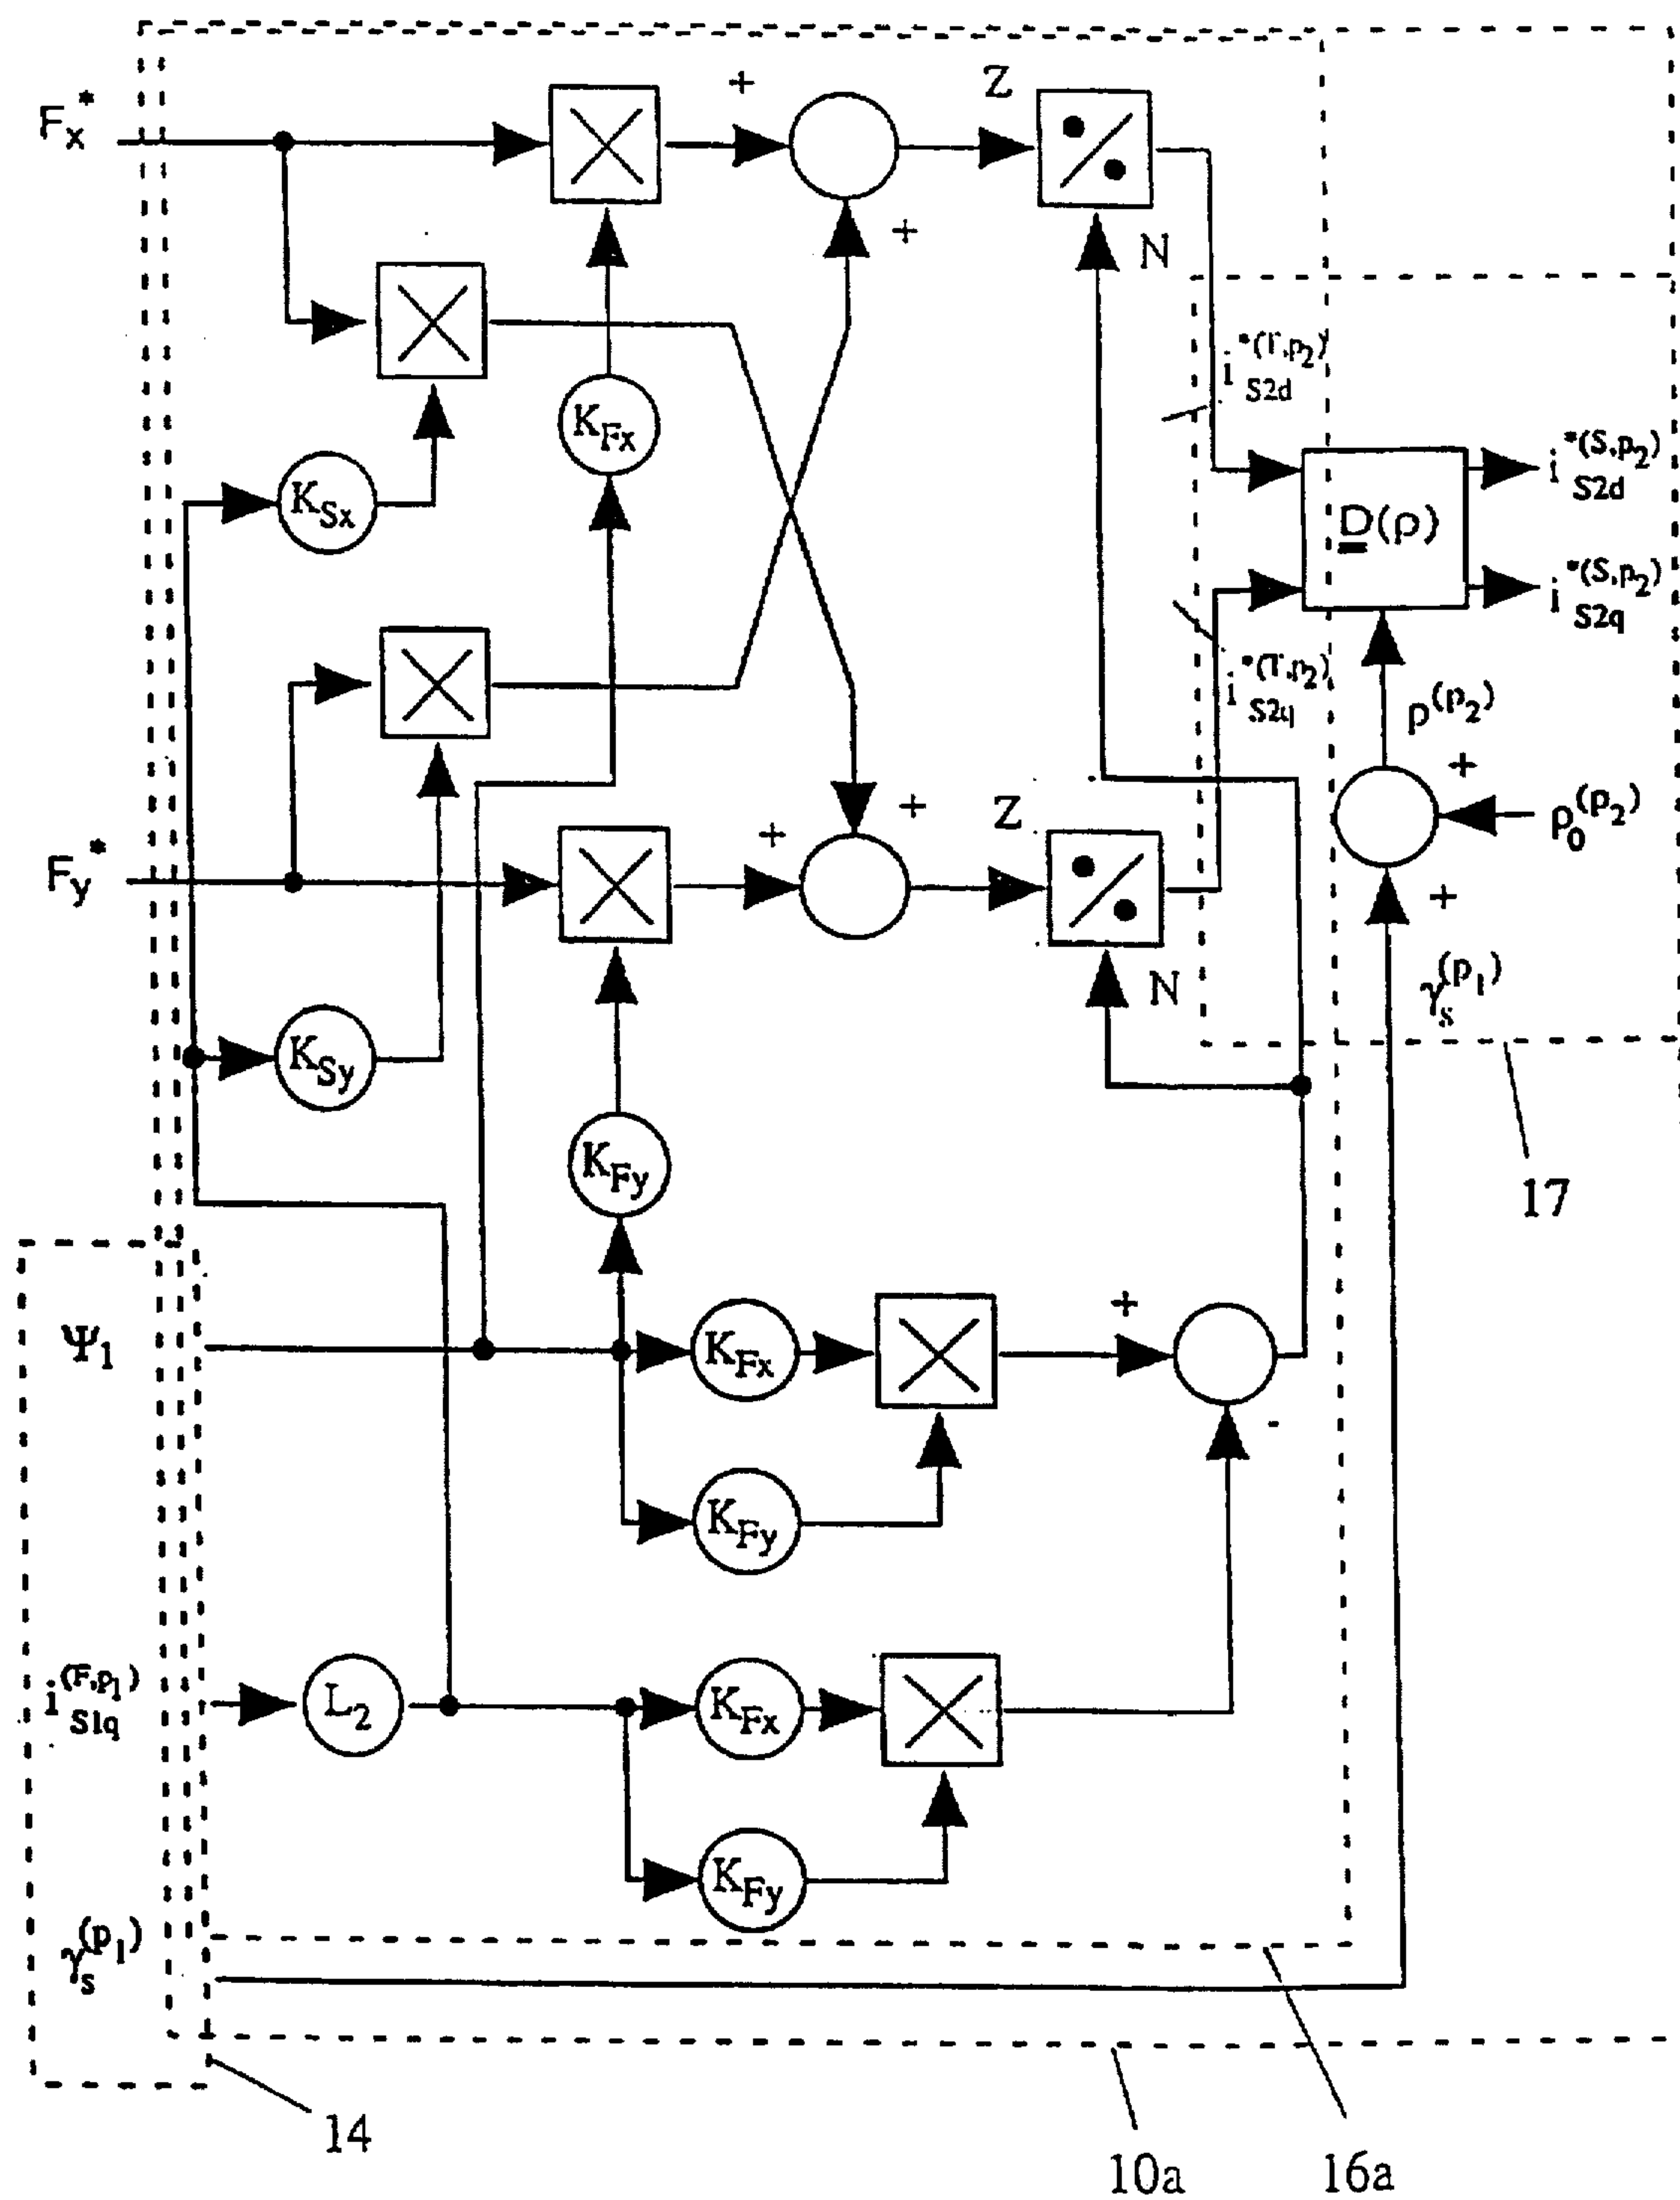 Fx*
+
Z
+
N
i S2d *(T,p2)
KFx
KSx
i S2d *(S,p2)
D(ρ)
i S2q *(S,p2)
i S2q *(T,p2)
ρ(p2)
+
ρ0(p2)
+
γs(p1)
Fy*
+
+
Z
N
KSy
KFy
17
Ψ1
KFx
+
-
KFy
i S1q (F,p1)
L2
KFx
KFy
γs(p1)
14
10a
16a